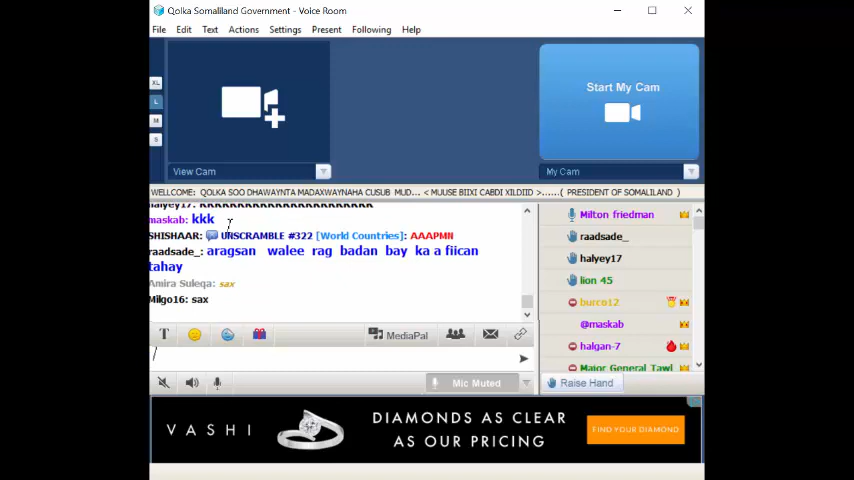 Qolka Somaliland Government - Voice Room
File Edit Text Actions Settings Present Following Help
XL
L
M
S
Start My Cam
View Cam
My Cam
WELLCOME: QOLKA SOO DHAWAYNTA MADAXWAYNAHA CUSUB MUD... < MUUSE BIIXI CABDI XILDIID >......( PRESIDENT OF SOMALILAND)
maskab: kkk
SHISHAAR: UNSCRAMBLE #322 [World Countries]: AAAPMN
raadsade_: aragsan walee rag badan bay ka a fiican
tahay
Amira Suleqa: sax
Milgo16: sax
Milton friedman
raadsade_
halyey17
lion 45
burco12
@maskab
halgan-7
Major General Tawl
T
MediaPal
/
Mic Muted
Raise Hand
VASHI
DIAMONDS AS CLEAR
AS OUR PRICING
FIND YOUR DIAMOND